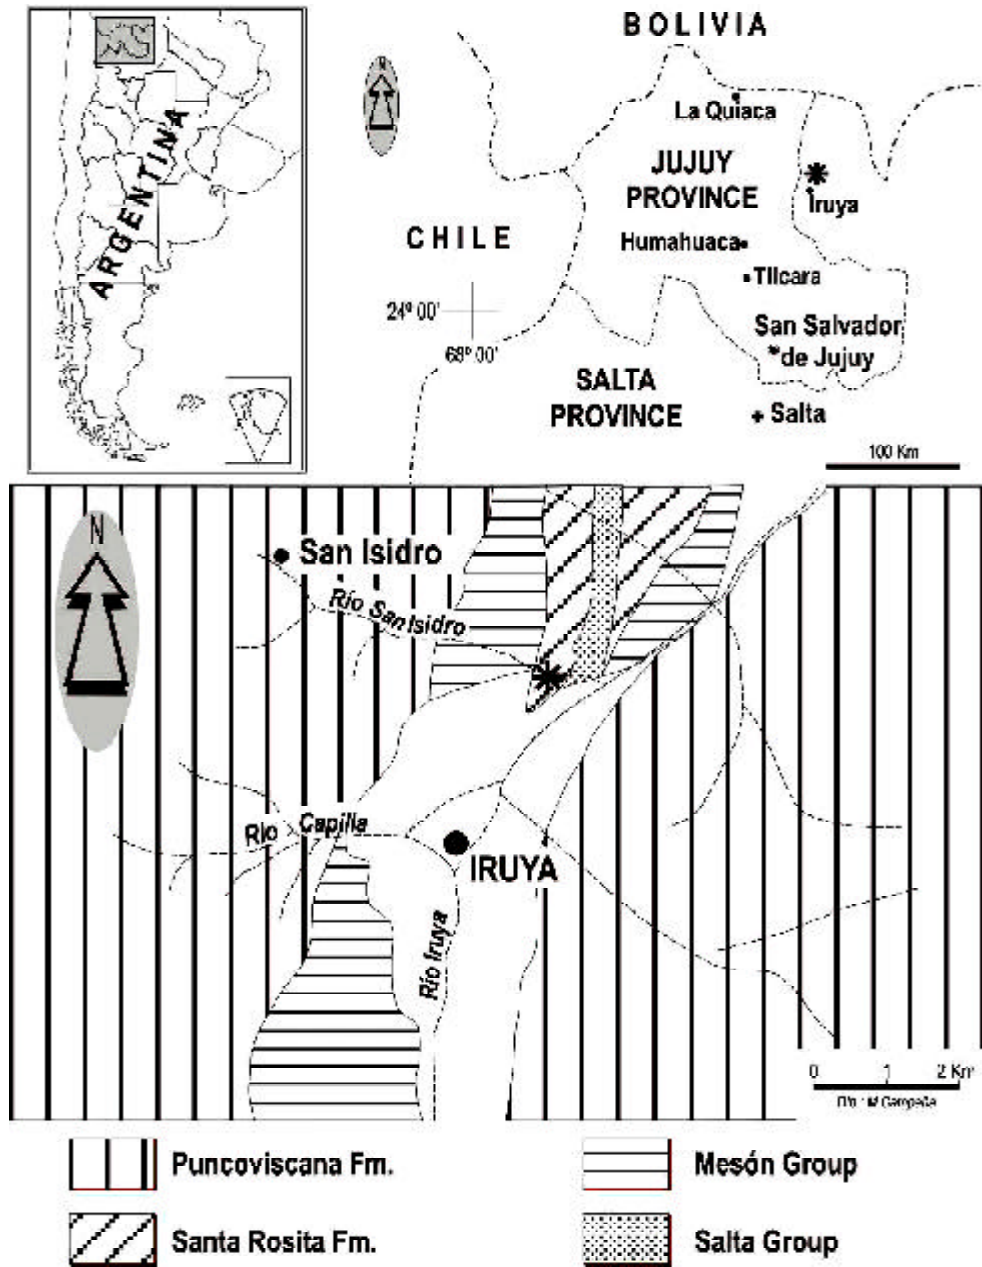 ARGENTINA
N
BOLIVIA
La Quiaca
JUJUY
PROVINCE
Iruya
CHILE
Humahuaca
Tilcara
24º 00'
68º 00'
San Salvador
de Jujuy
SALTA
PROVINCE
Salta
100 Km
N
San Isidro
Río San Isidro
Río Capilla
IRUYA
Río Iruya
0 1 2 Km
Puncoviscana Fm.
Mesón Group
Santa Rosita Fm.
Salta Group